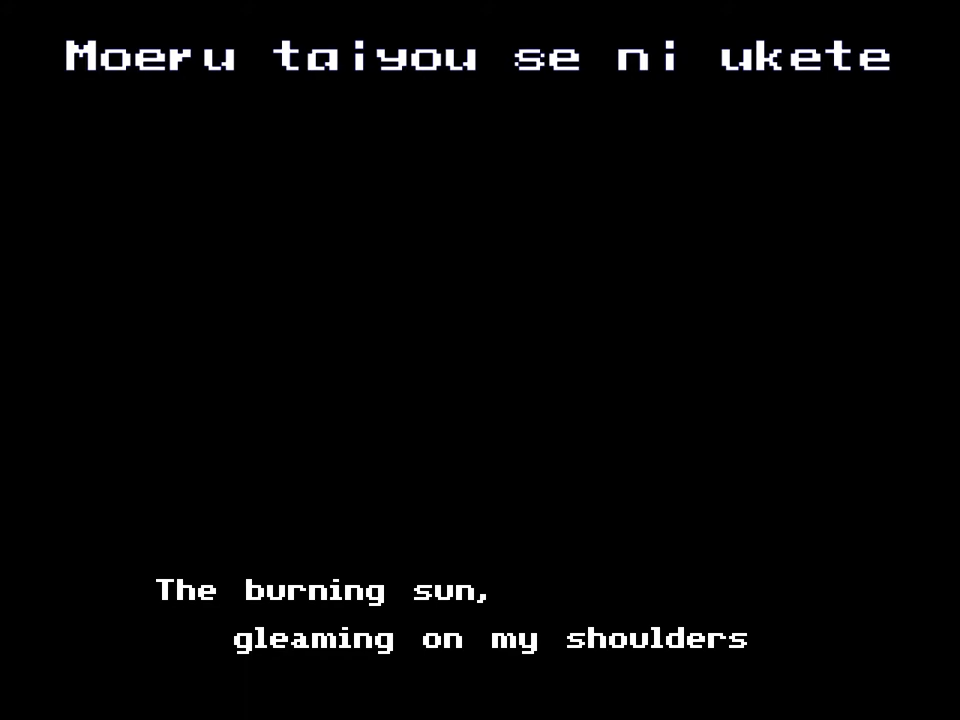 Moeru taiyou se ni ukete
The burning sun,
gleaming on my shoulders